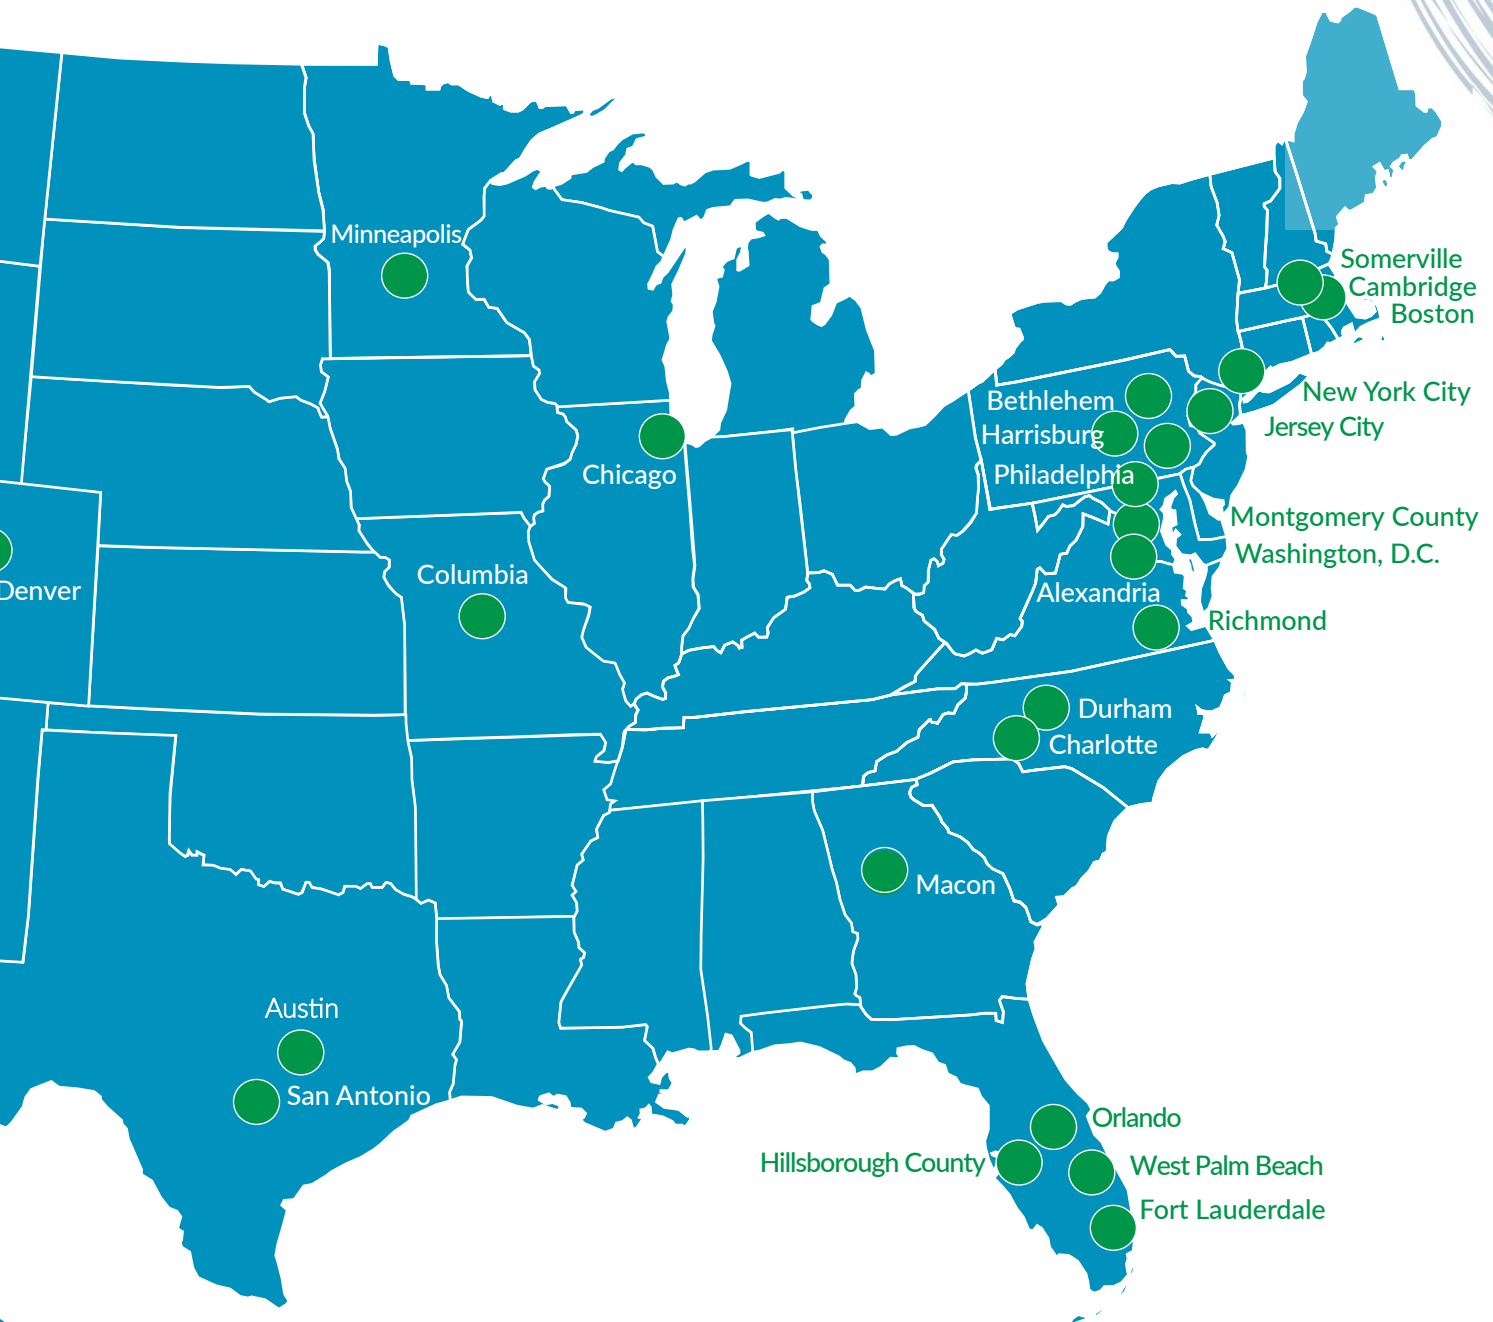 Minneapolis
Somerville
Cambridge
Boston
New York City
Bethlehem
Jersey City
Harrisburg
Chicago
Philadelphia
Montgomery County
Washington, D.C.
Columbia
Denver
Alexandria
Richmond
Durham
Charlotte
Macon
Austin
San Antonio
Orlando
Hillsborough County
West Palm Beach
Fort Lauderdale